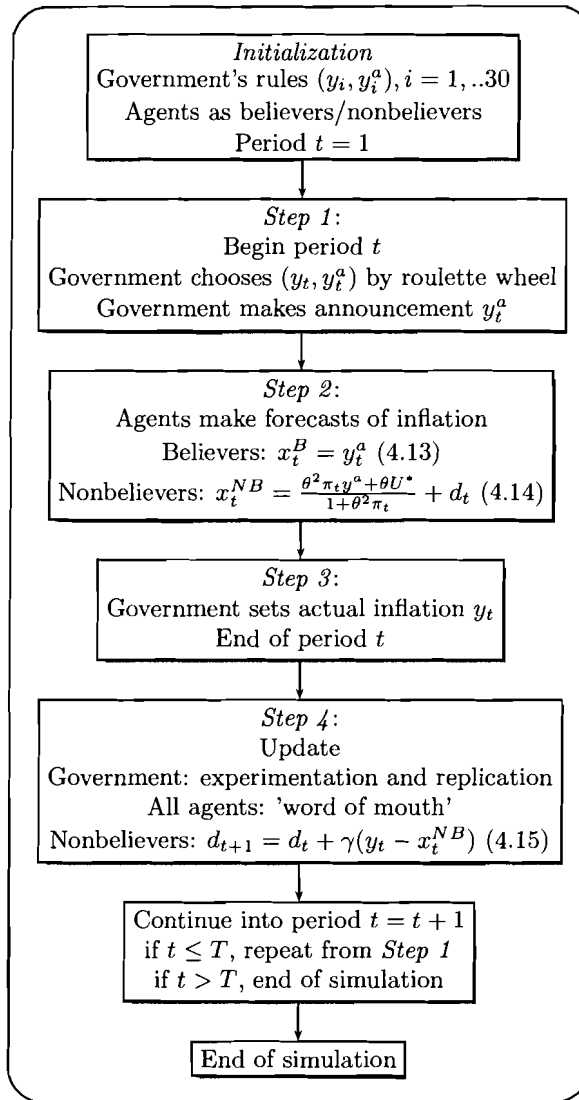 Initialization
Government's rules (y_i, y_i^a), i = 1, ..30
Agents as believers/nonbelievers
Period t = 1
Step 1:
Begin period t
Government chooses (y_t, y_t^a) by roulette wheel
Government makes announcement y_t^a
Step 2:
Agents make forecasts of inflation
Believers: x_t^B = y_t^a (4.13)
Nonbelievers: x_t^{NB} = \frac{θ^2 π_t y^a + θU^*}{1+θ^2 π_t} + d_t (4.14)
Step 3:
Government sets actual inflation y_t
End of period t
Step 4:
Update
Government: experimentation and replication
All agents: 'word of mouth'
Nonbelievers: d_{t+1} = d_t + γ(y_t − x_t^{NB}) (4.15)
Continue into period t = t + 1
if t ≤ T, repeat from Step 1
if t > T, end of simulation
End of simulation